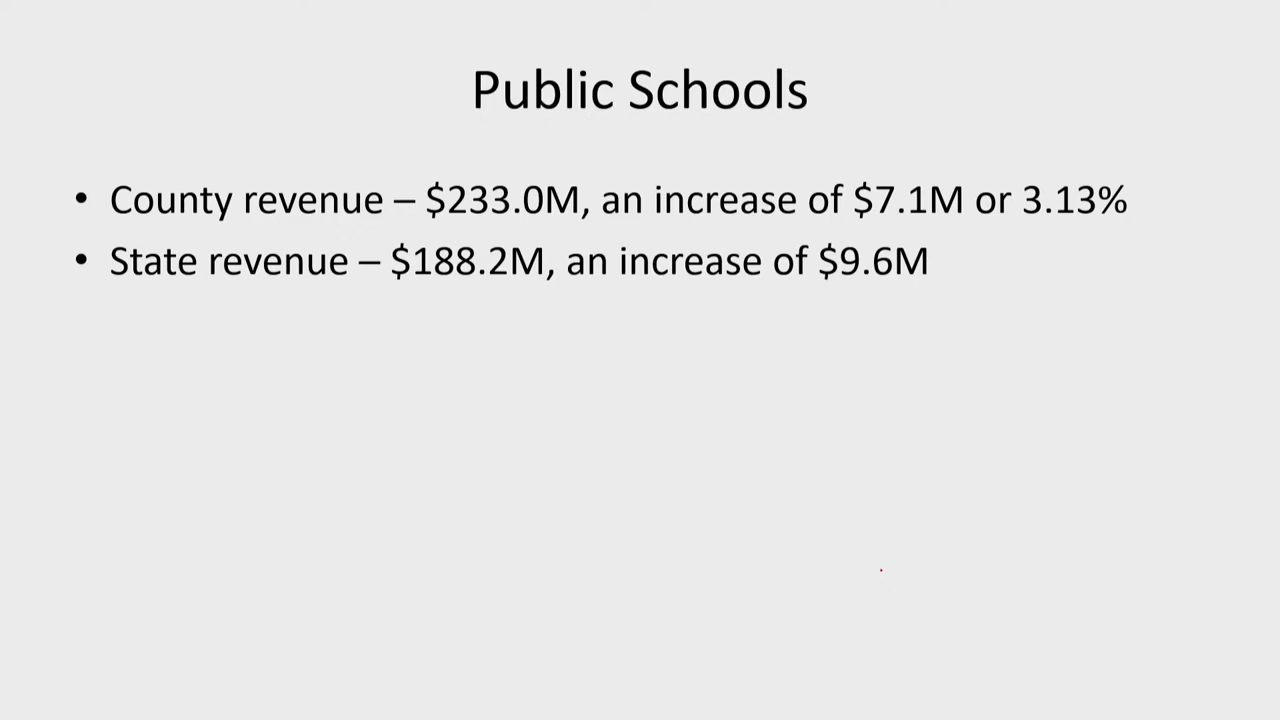 Public Schools
• County revenue – $233.0M, an increase of $7.1M or 3.13%
• State revenue – $188.2M, an increase of $9.6M